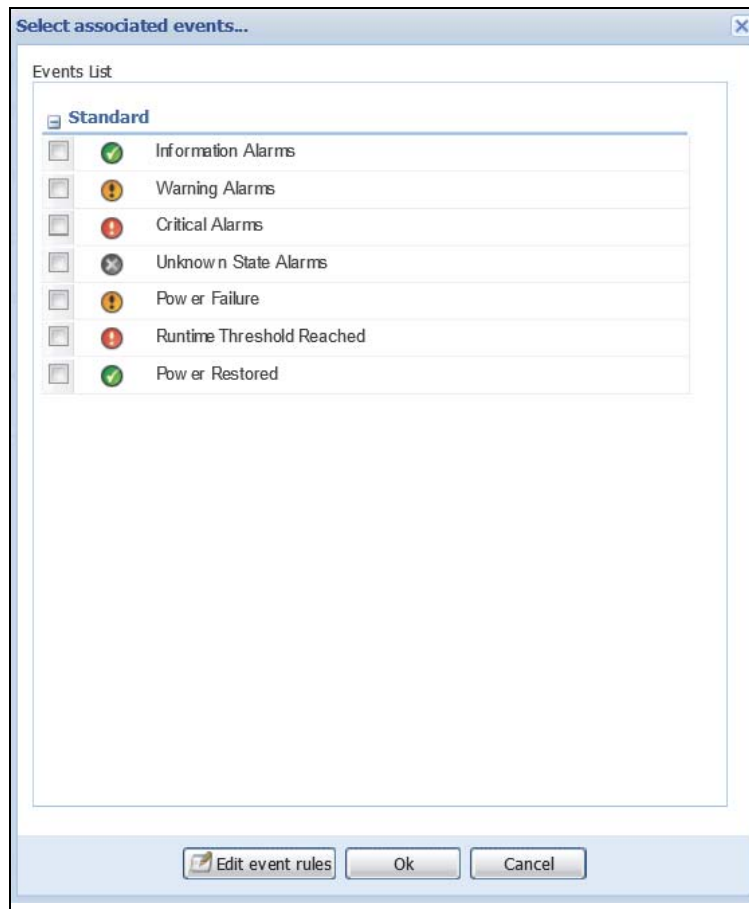 Select associated events...
Events List
Standard
Information Alarms
Warning Alarms
Critical Alarms
Unknown State Alarms
Power Failure
Runtime Threshold Reached
Power Restored
Edit event rules
Ok
Cancel